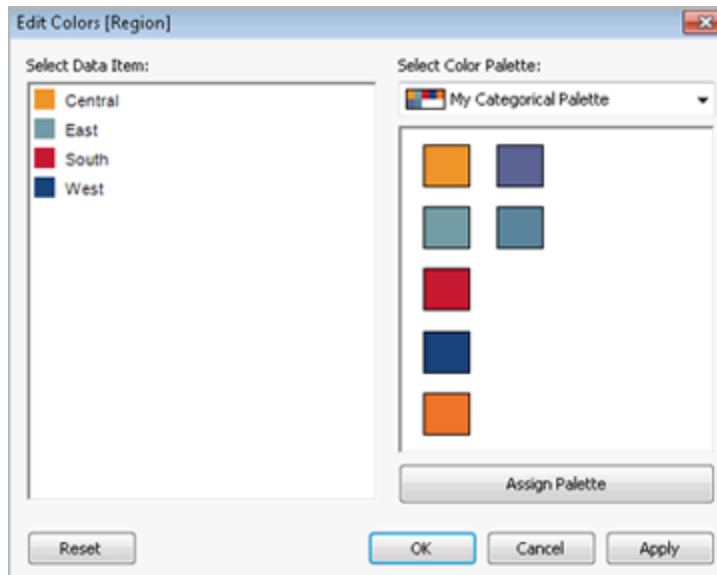 Edit Colors [Region]
Select Data Item:
Central
East
South
West
Select Color Palette:
My Categorical Palette
Assign Palette
Reset
OK
Cancel
Apply